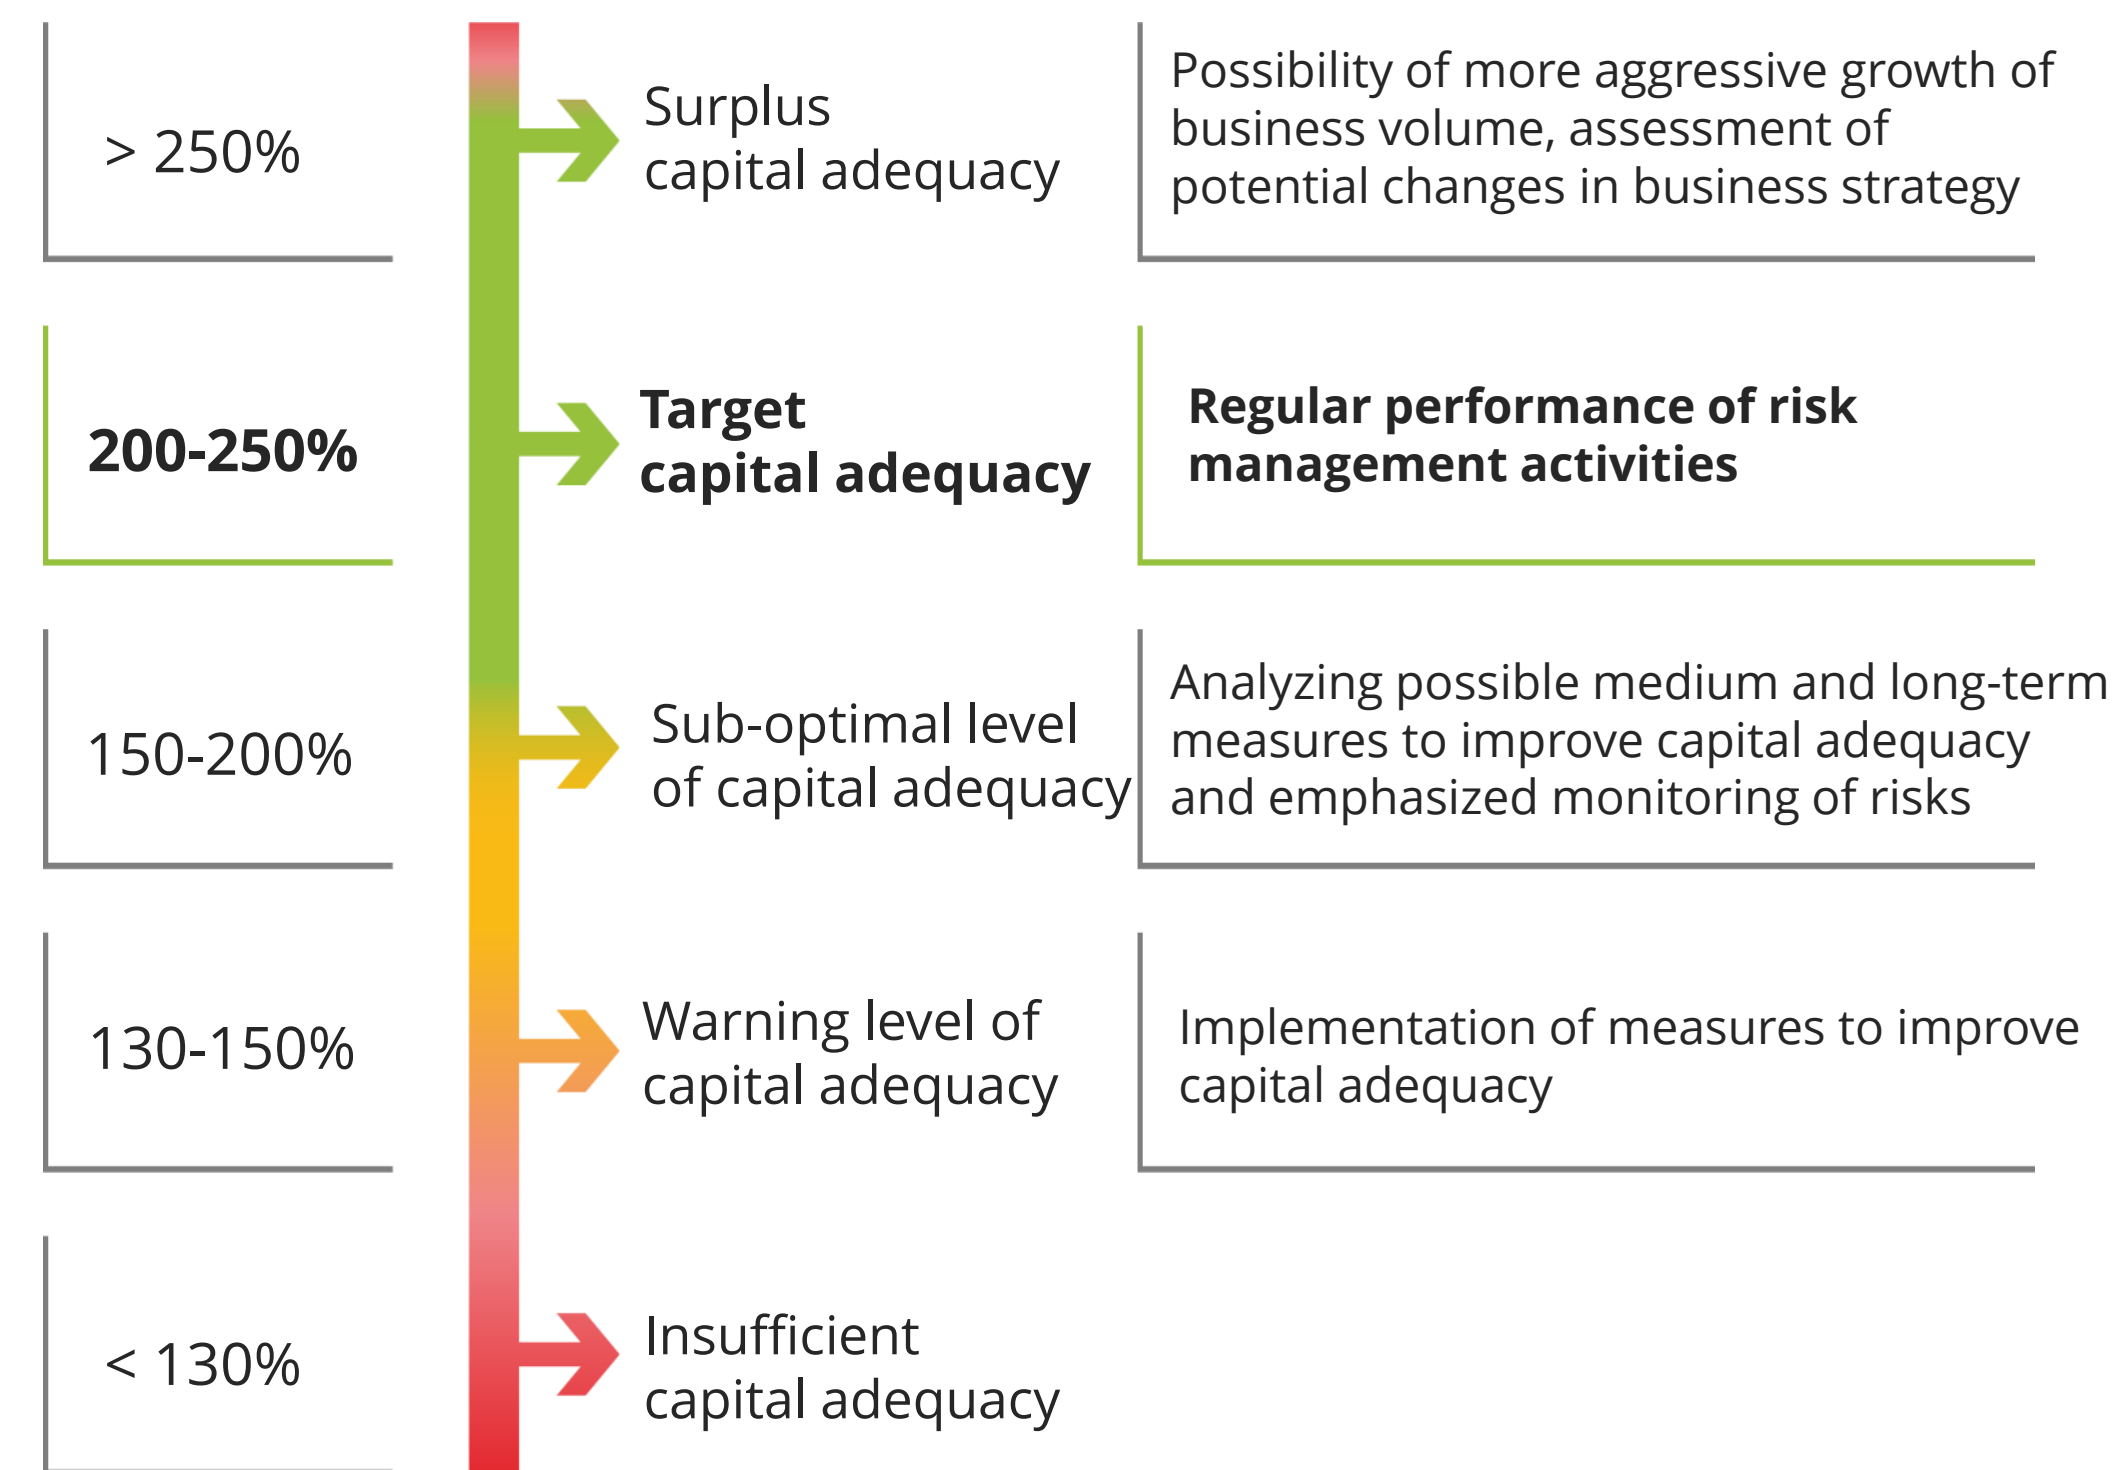 > 250%
Surplus
capital adequacy
Possibility of more aggressive growth of
business volume, assessment of
potential changes in business strategy
200-250%
Target
capital adequacy
Regular performance of risk
management activities
150-200%
Sub-optimal level
of capital adequacy
Analyzing possible medium and long-term
measures to improve capital adequacy
and emphasized monitoring of risks
130-150%
Warning level of
capital adequacy
Implementation of measures to improve
capital adequacy
< 130%
Insufficient
capital adequacy